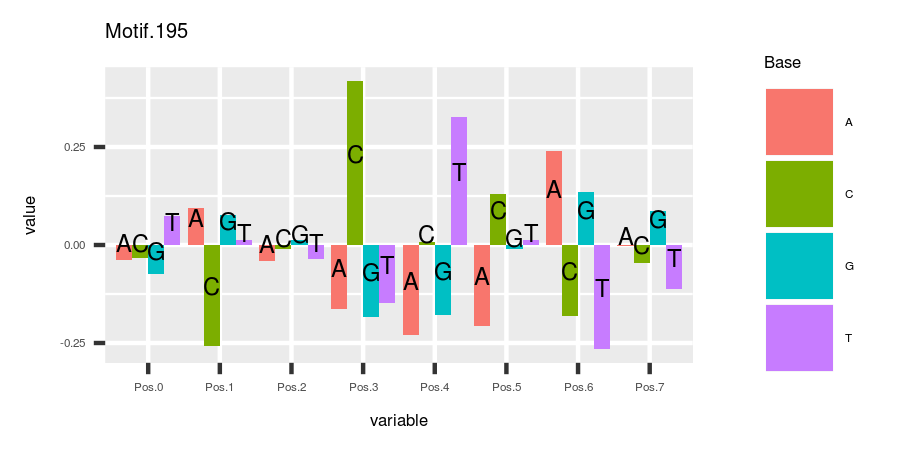 Motif.195
Base
A
C
G
T
value
0.25
0.00
-0.25
A C G T A C G T A C G T A C G T A C G T A C G T A C G T A C G T
Pos.0 Pos.1 Pos.2 Pos.3 Pos.4 Pos.5 Pos.6 Pos.7
variable